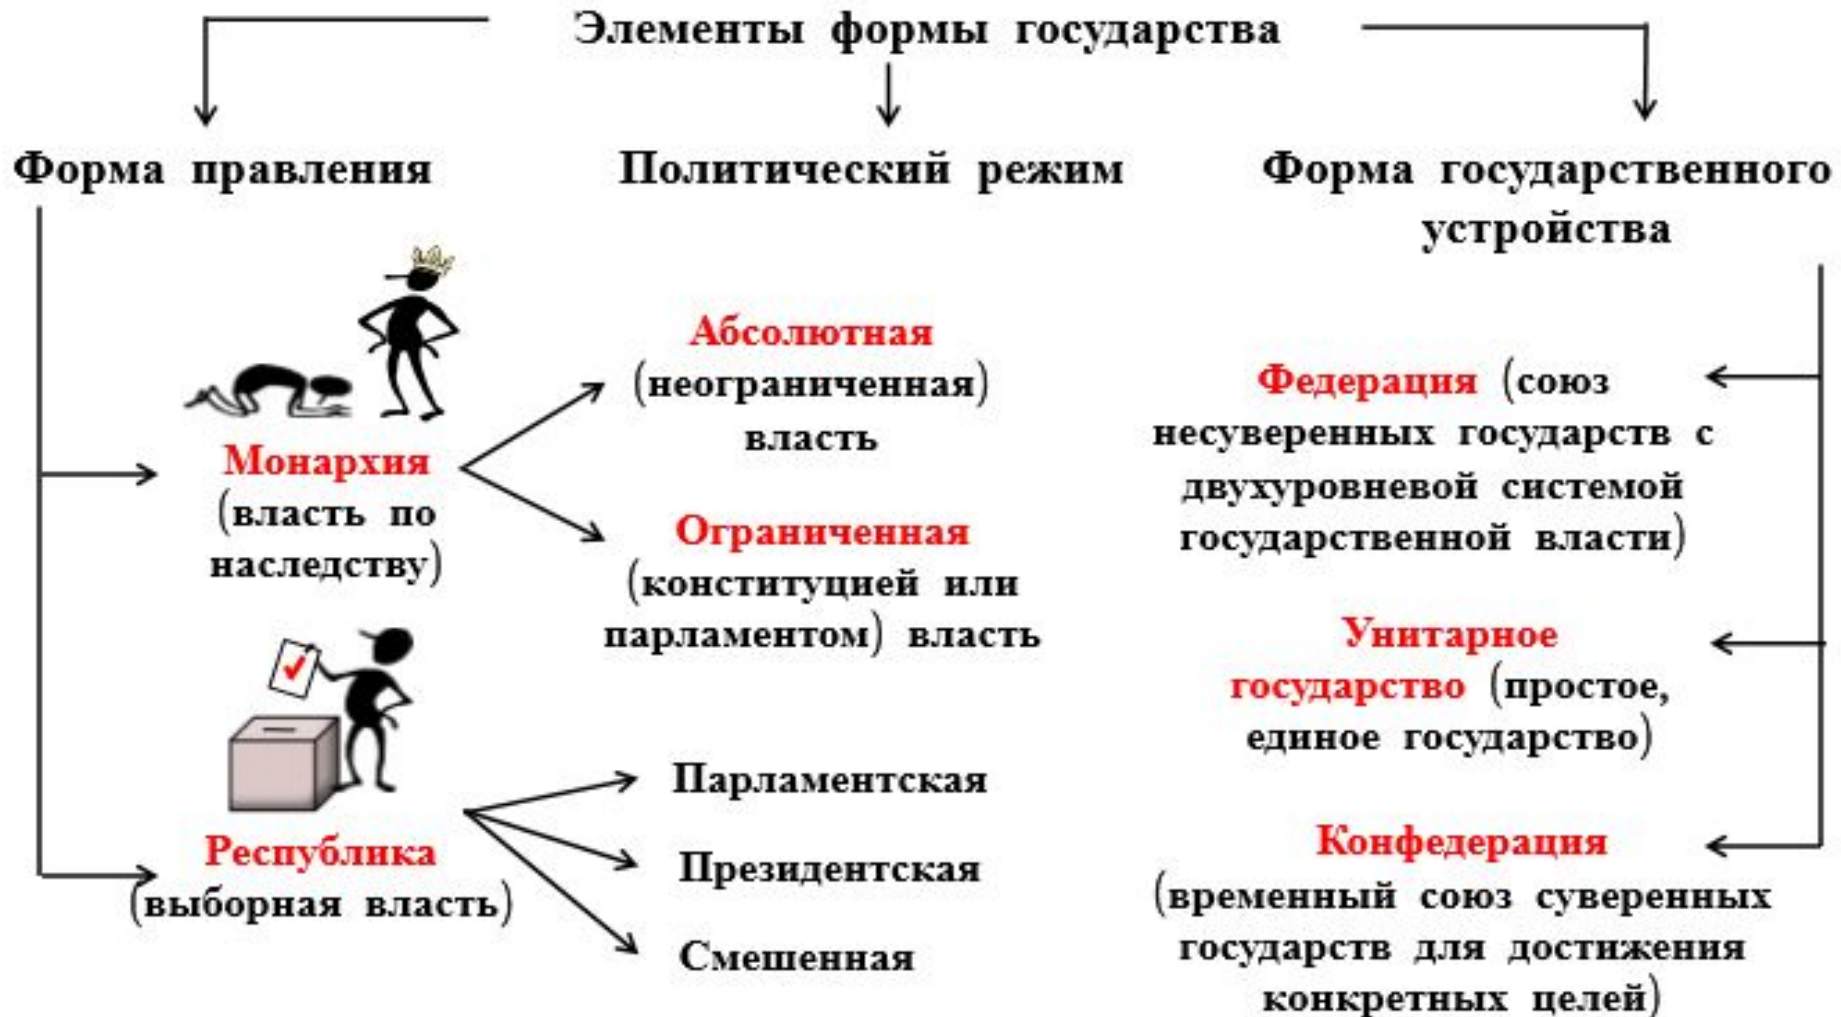 Элементы формы государства
Форма правления
Политический режим
Форма государственного
устройства
Монархия
(власть по
наследству)
Абсолютная
(неограниченная)
власть
Ограниченная
(конституцией или
парламентом) власть
Республика
(выборная власть)
Парламентская
Президентская
Смешенная
Федерация (союз
несуверенных государств с
двухуровневой системой
государственной власти)
Унитарное
государство (простое,
единое государство)
Конфедерация
(временный союз суверенных
государств для достижения
конкретных целей)